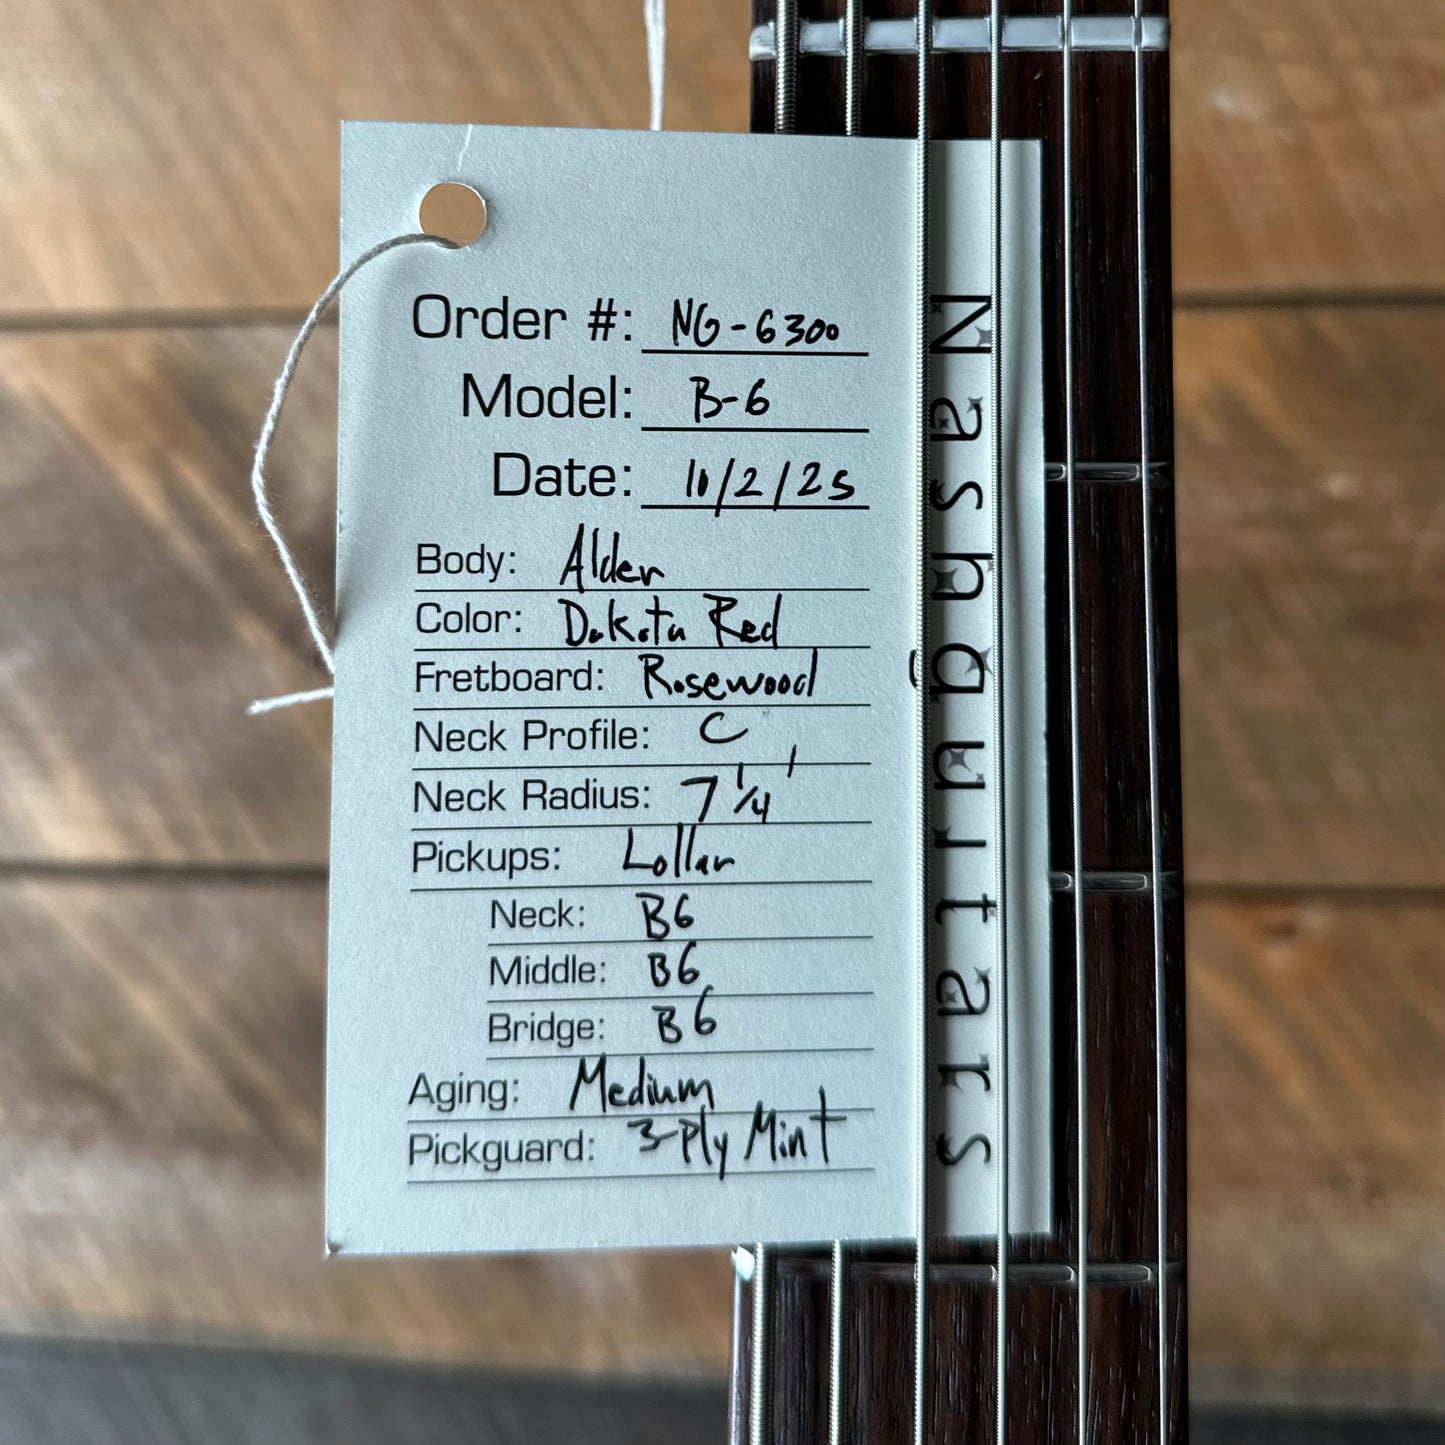 Order #: NG-6300
Model: B-6
Date: 10/2/25
Body: Alder
Color: Dakota Red
Fretboard: Rosewood
Neck Profile: C
Neck Radius: 7 1/4'
Pickups: Lollar
Neck: B6
Middle: B6
Bridge: B6
Aging: Medium
Pickguard: 3-Ply Mint
Nashguitars